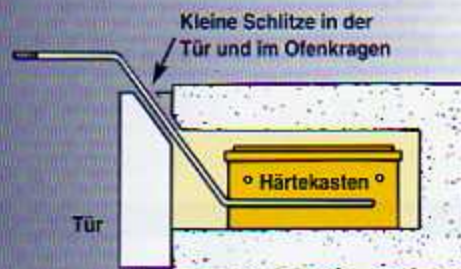 Kleine Schlitze in der
Tür und im Ofenkragen
Härtekasten
Tür